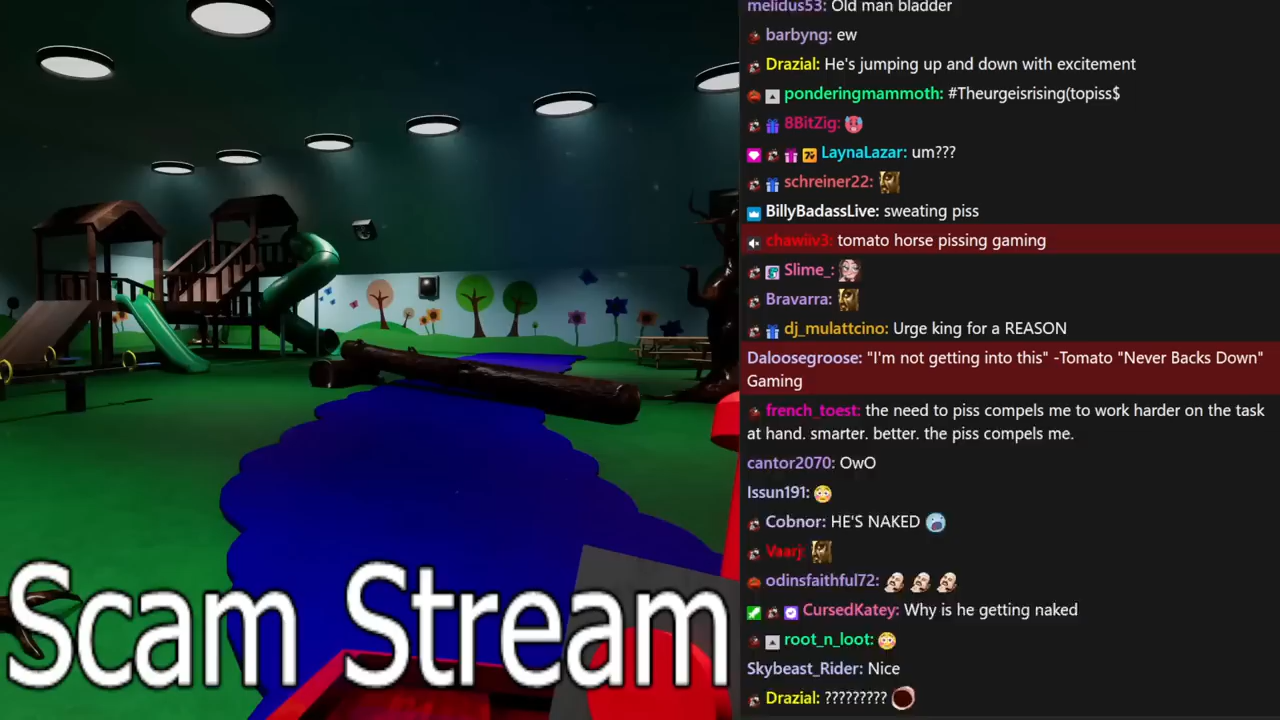 melidus53: Old man bladder
barbyng: ew
Drazial: He's jumping up and down with excitement
ponderingmammoth: #Theurgeisrising(topiss$
8BitZig:
LaynaLazar: um???
schreiner22:
BillyBadassLive: sweating piss
chawiiv3: tomato horse pissing gaming
Slime_:
Bravarra:
dj_mulattcino: Urge king for a REASON
Daloosegroose: "I'm not getting into this" -Tomato "Never Backs Down"
Gaming
french_toest: the need to piss compels me to work harder on the task
at hand. smarter. better. the piss compels me.
cantor2070: OwO
Issun191:
Cobnor: HE'S NAKED
Vaarj:
odinsfaithful72:
CursedKatey: Why is he getting naked
root_n_loot:
Skybeast_Rider: Nice
Drazial: ?????????
Scam Stream